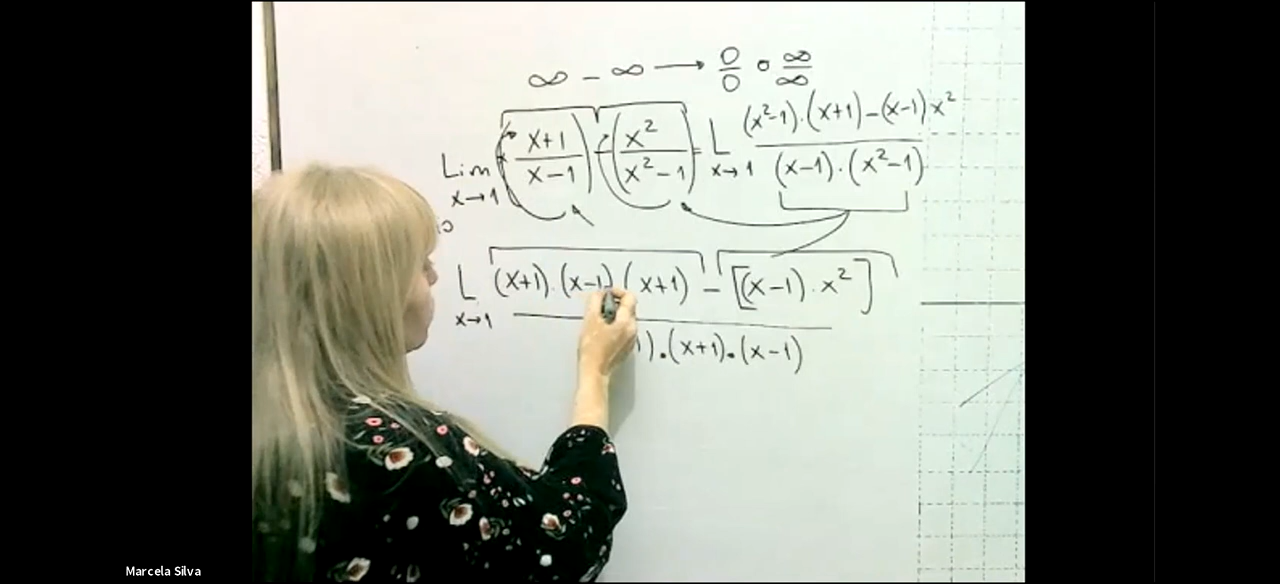 ∞ - ∞ → 0/0 o ∞/∞
Lim x→1 (x+1)/(x-1) - (x²)/(x²-1) = L x→1 ((x²-1).(x+1)-(x-1)x²)/((x-1).(x²-1))
L x→1 ((x+1).(x-1)(x+1) - [(x-1).x²])/( ).(x+1).(x-1)
Marcela Silva